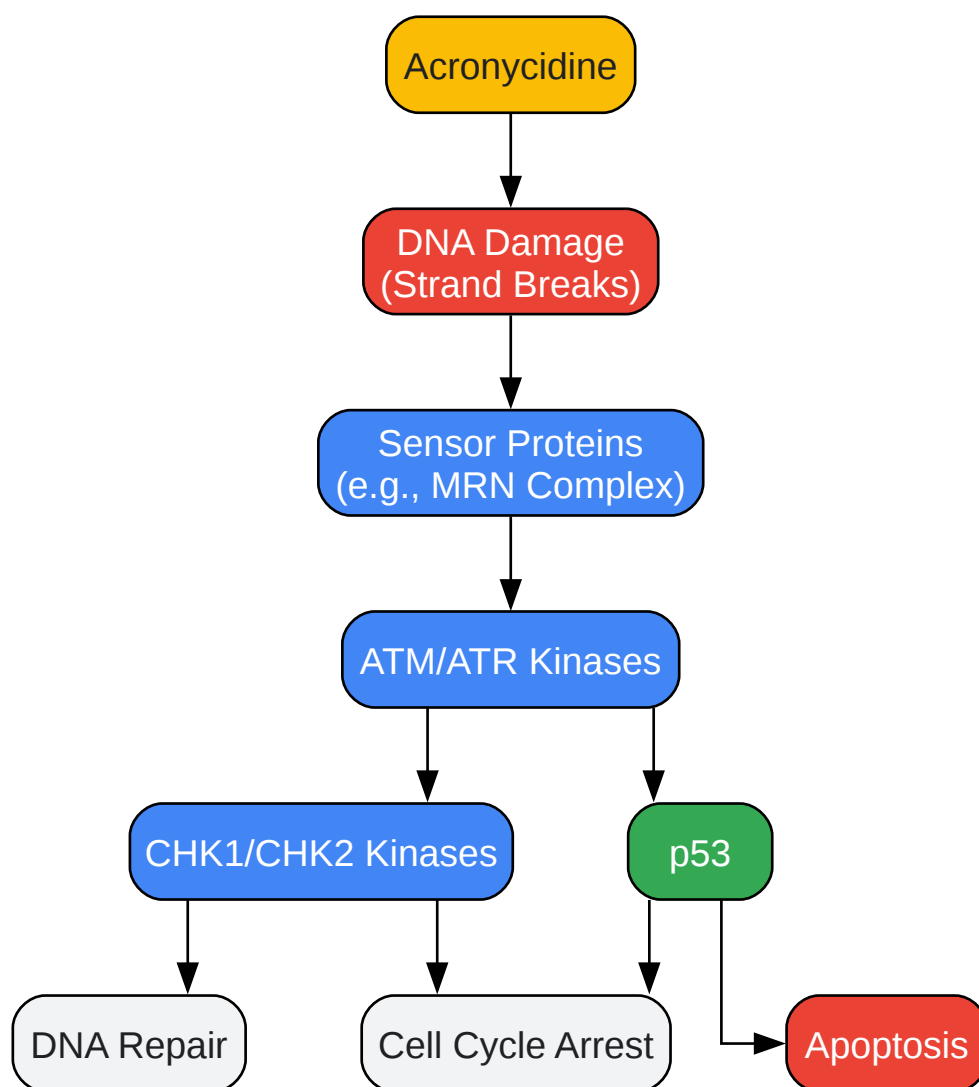 Acronycidine
DNA Damage
(Strand Breaks)
Sensor Proteins
(e.g., MRN Complex)
ATM/ATR Kinases
CHK1/CHK2 Kinases
p53
DNA Repair
Cell Cycle Arrest
Apoptosis